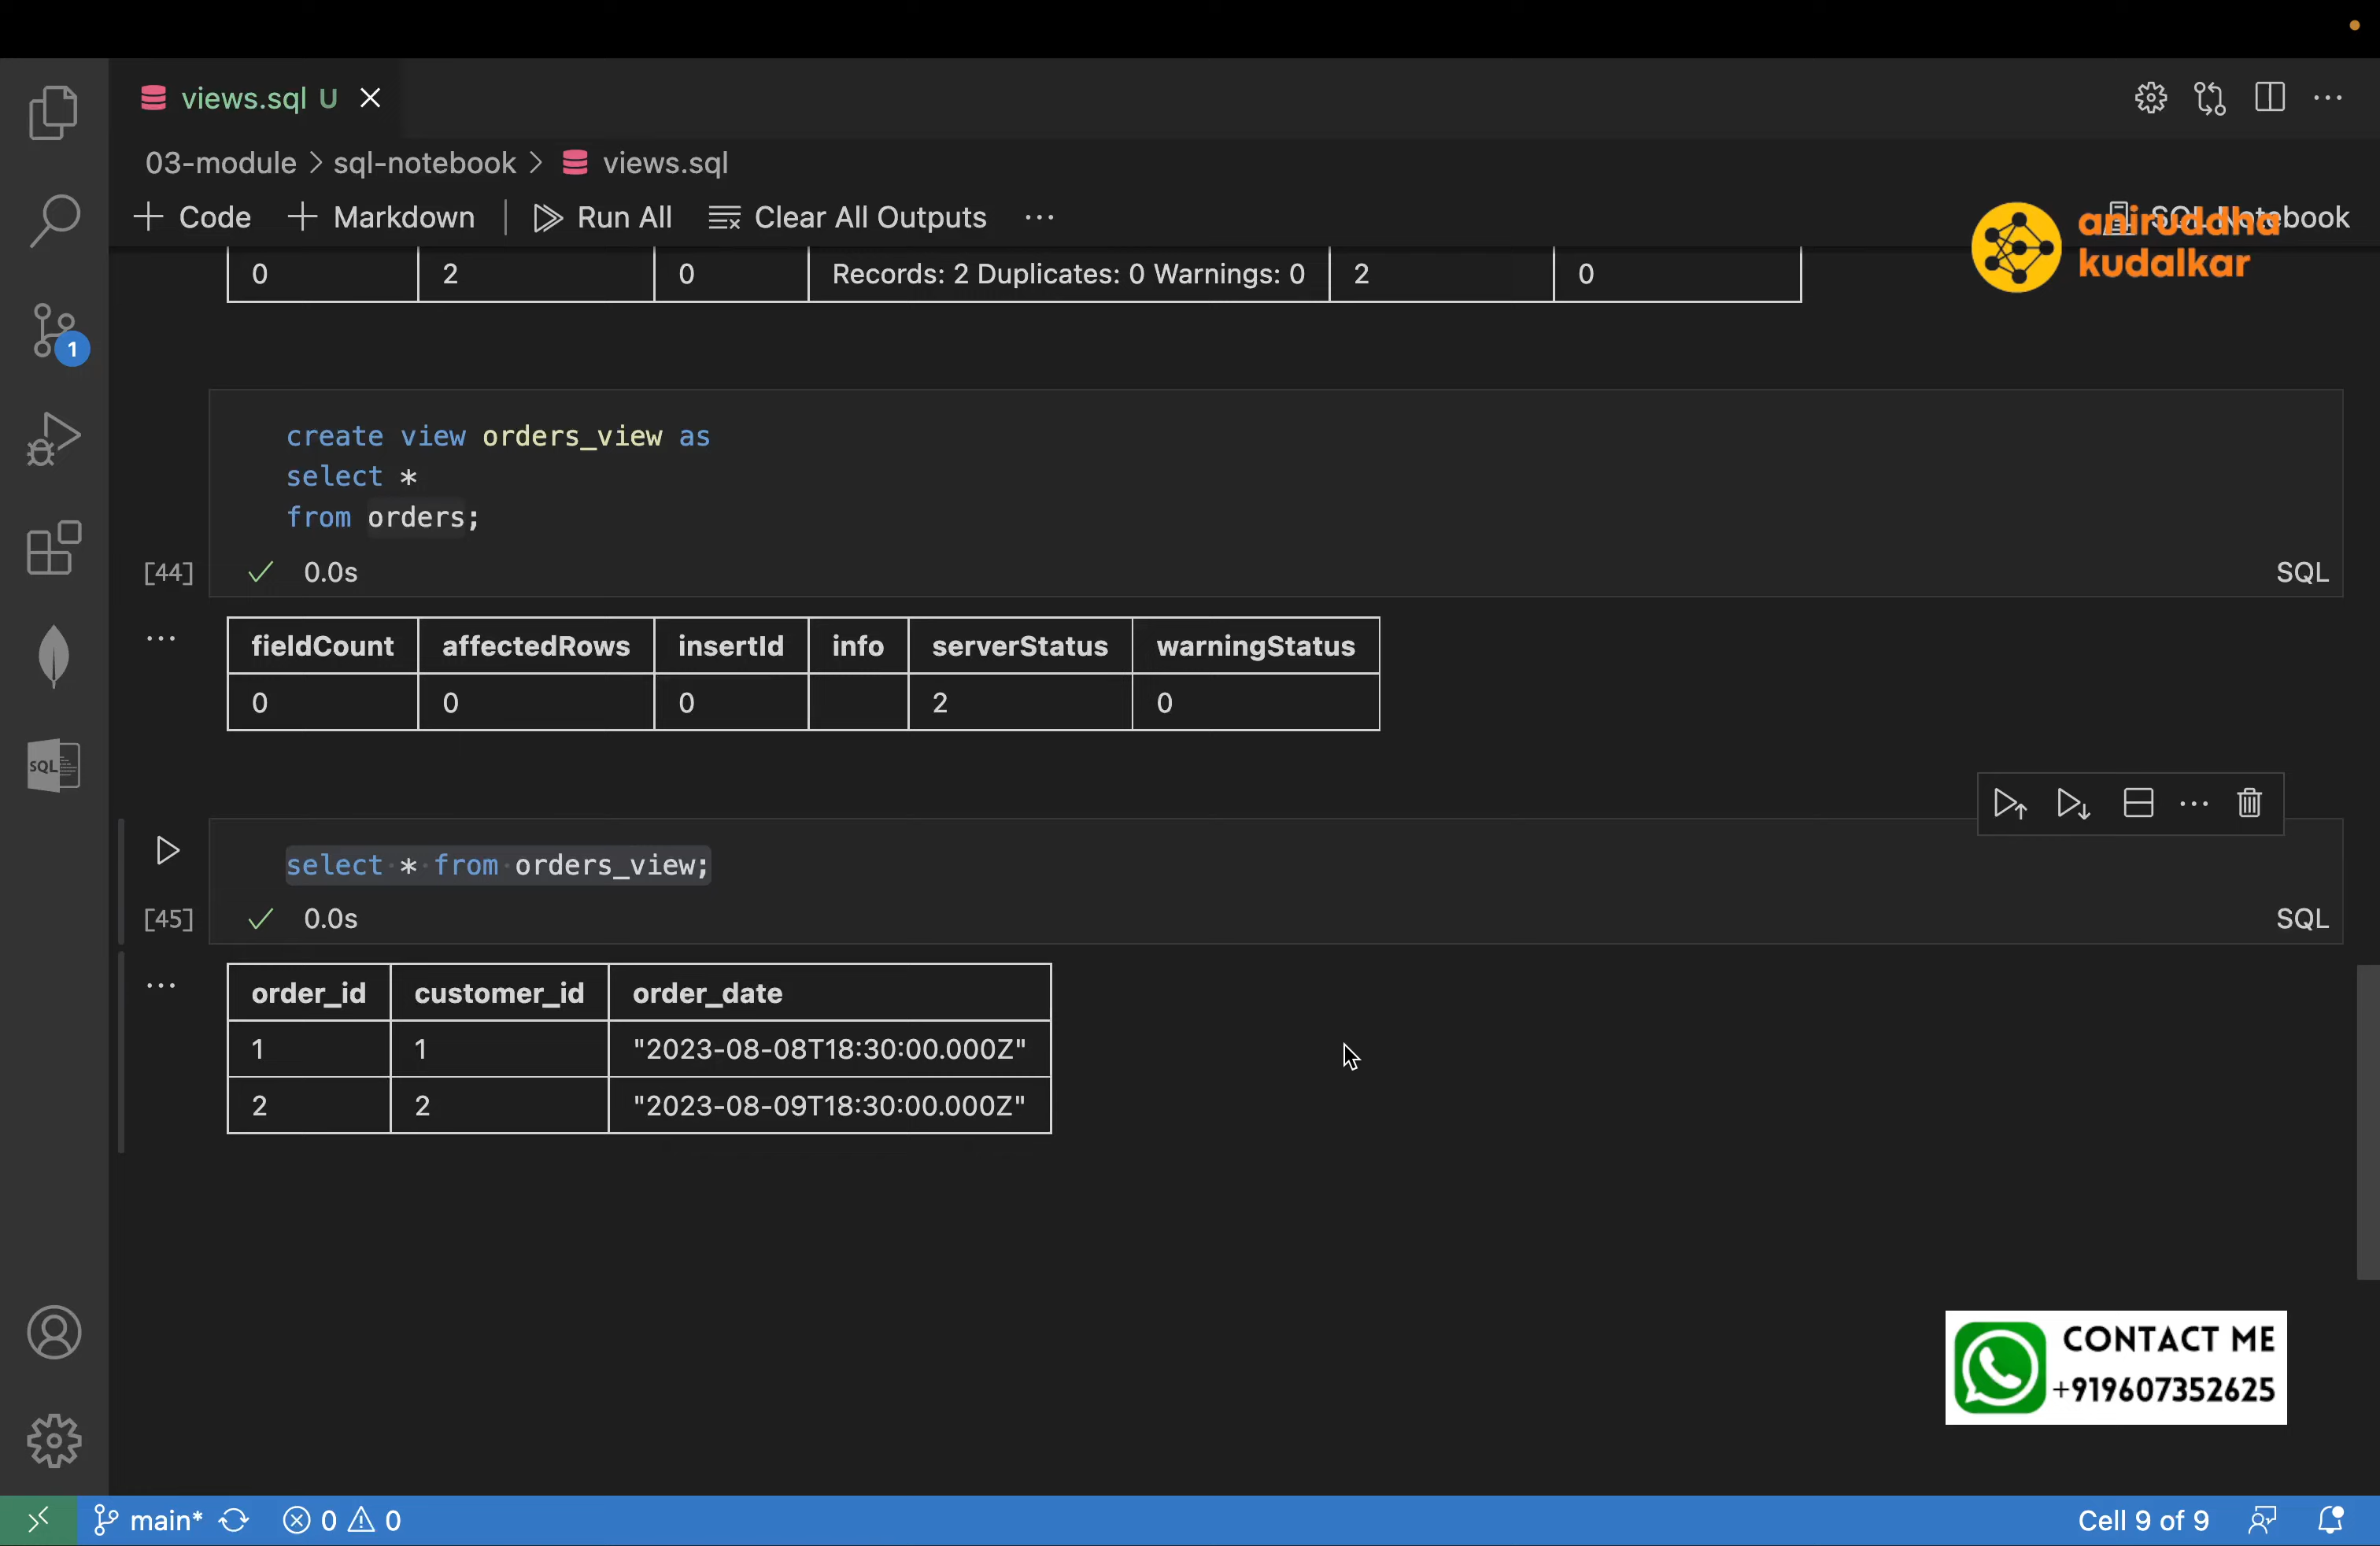 views.sql U
03-module > sql-notebook > views.sql
+ Code + Markdown | Run All Clear All Outputs ...
SQL Notebook
aniruddha
kudalkar
0 2 0 Records: 2 Duplicates: 0 Warnings: 0 2 0
1
create view orders_view as
select *
from orders;
[44] 0.0s SQL
fieldCount affectedRows insertId info serverStatus warningStatus
0 0 0 2 0
SQL
select * from orders_view;
[45] 0.0s SQL
order_id customer_id order_date
1 1 "2023-08-08T18:30:00.000Z"
2 2 "2023-08-09T18:30:00.000Z"
CONTACT ME
+919607352625
main* 0 0 Cell 9 of 9